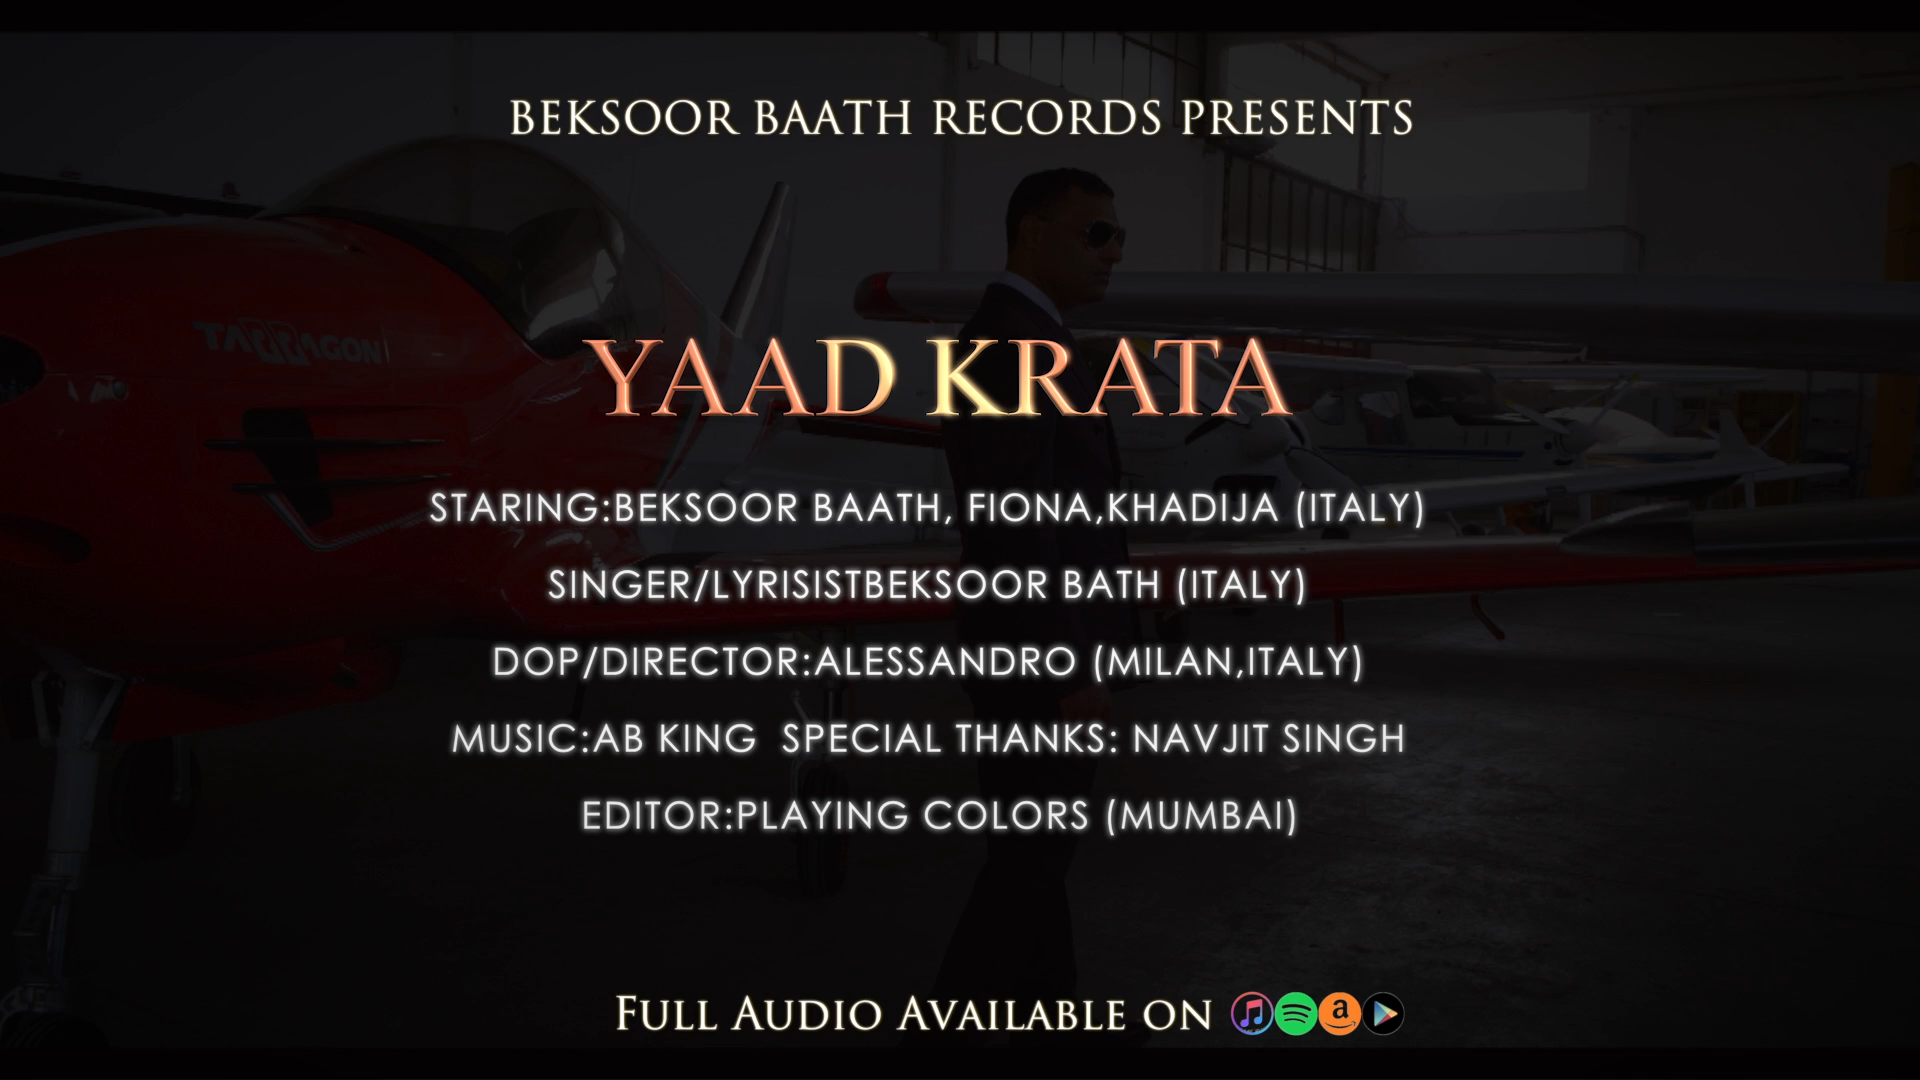 BEKSOOR BAATH RECORDS PRESENTS
TARRAGON
YAAD KRATA
STARING:BEKSOOR BAATH, FIONA,KHADIJA (ITALY)
SINGER/LYRISISTBEKSOOR BATH (ITALY)
DOP/DIRECTOR:ALESSANDRO (MILAN,ITALY)
MUSIC:AB KING  SPECIAL THANKS: NAVJIT SINGH
EDITOR:PLAYING COLORS (MUMBAI)
FULL AUDIO AVAILABLE ON